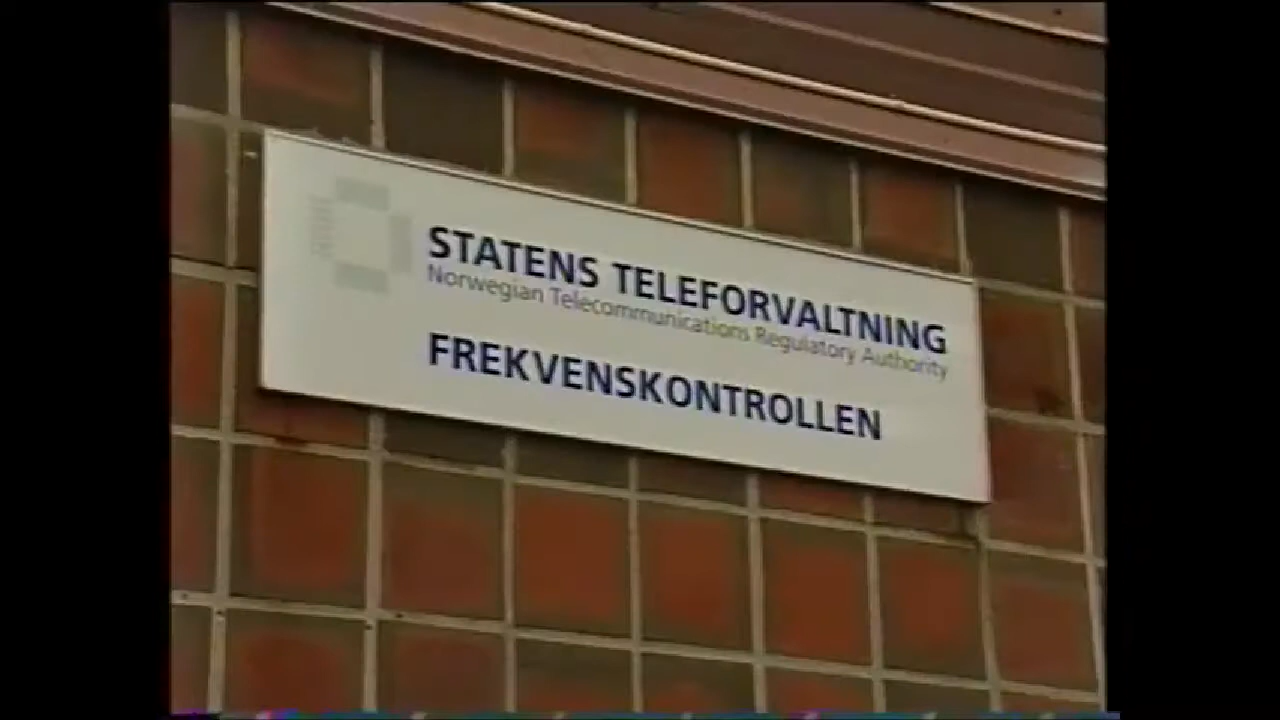 STATENS TELEFORVALTNING
Norwegian Telecommunications Regulatory Authority
FREKVENSKONTROLLEN